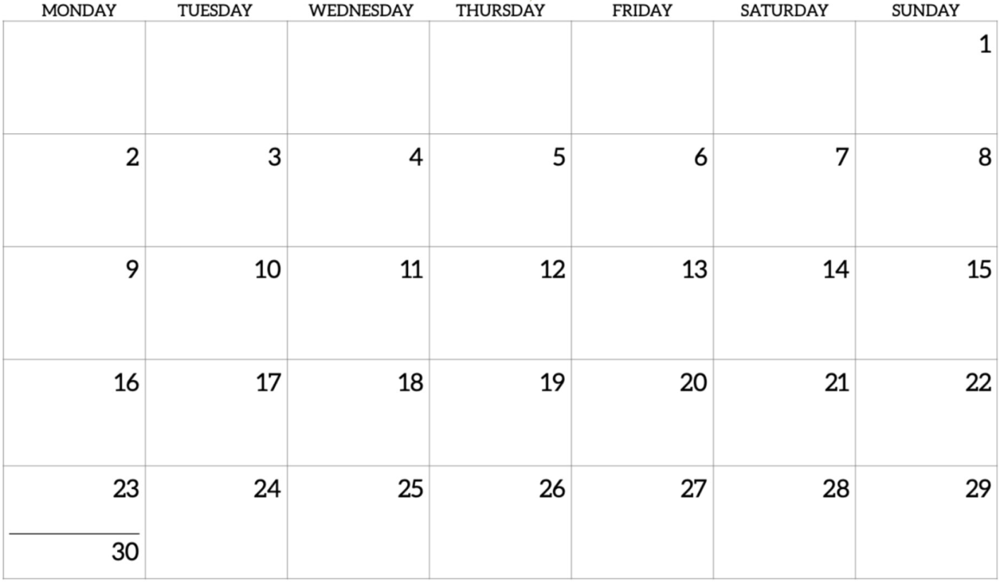 MONDAY TUESDAY WEDNESDAY THURSDAY FRIDAY SATURDAY SUNDAY
1
2 3 4 5 6 7 8
9 10 11 12 13 14 15
16 17 18 19 20 21 22
23 24 25 26 27 28 29
30